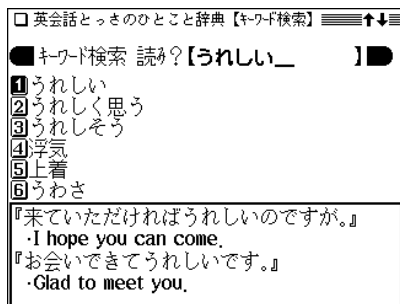 英会話とっさのひとこと辞典【キーワード検索】
キーワード検索 読み?【うれしい_ 】
1うれしい
2うれしく思う
3うれしそう
4浮気
5上着
6うわさ
『来ていただければうれしいのですが。』
・I hope you can come.
『お会いできてうれしいです。』
・Glad to meet you.